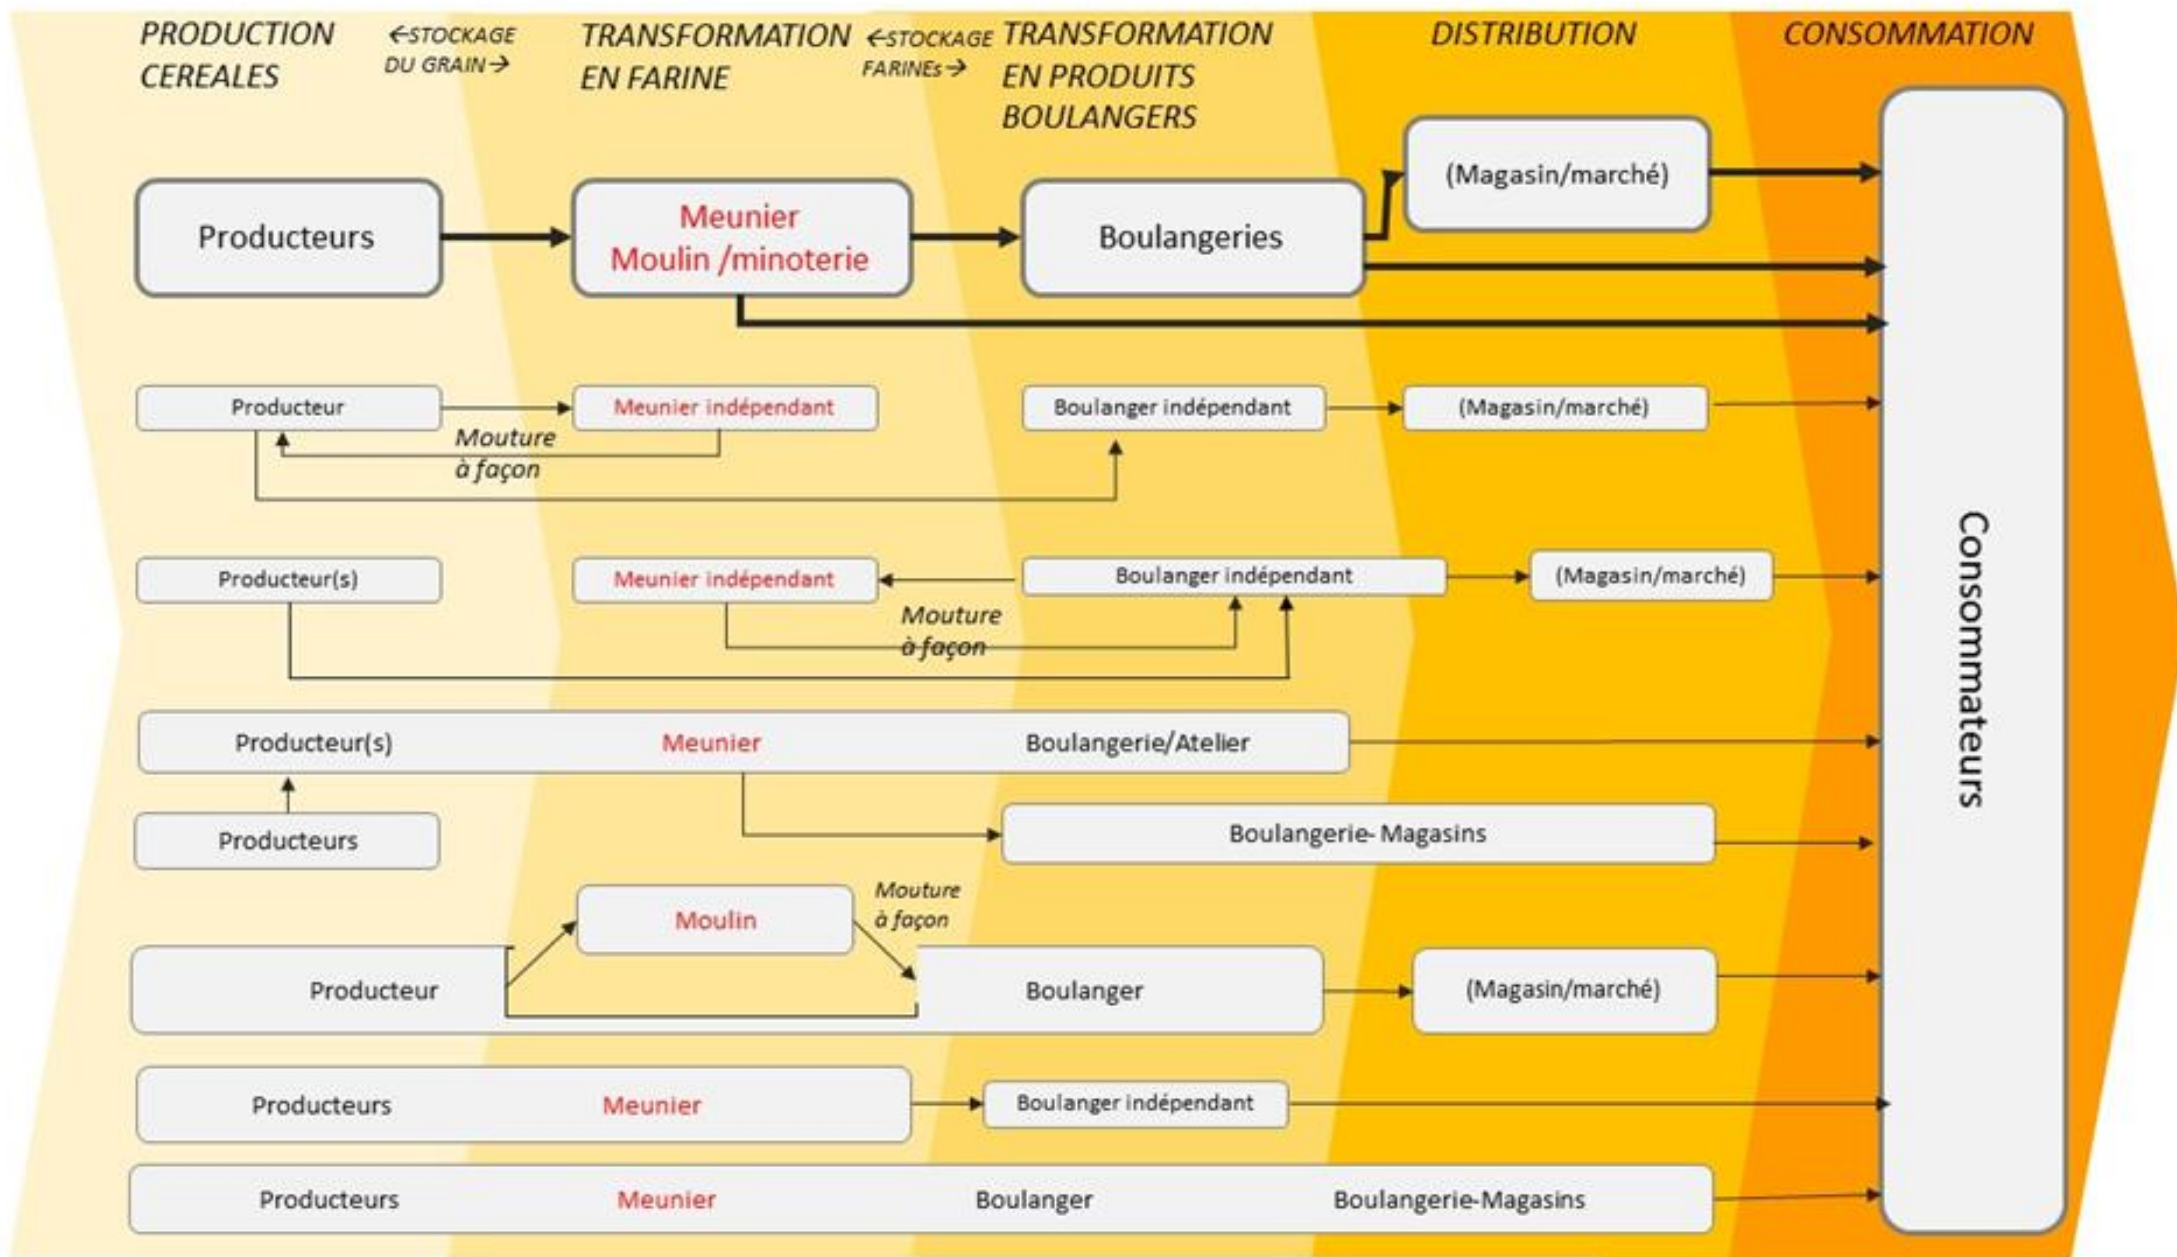 PRODUCTION
CEREALES
←STOCKAGE
DU GRAIN→
TRANSFORMATION
EN FARINE
←STOCKAGE
FARINEs→
TRANSFORMATION
EN PRODUITS
BOULANGERS
DISTRIBUTION
CONSOMMATION
Producteurs
Meunier
Moulin /minoterie
Boulangeries
(Magasin/marché)
Consommateurs
Producteur
Meunier indépendant
Boulanger indépendant
(Magasin/marché)
Mouture
à façon
Producteur(s)
Meunier indépendant
Boulanger indépendant
(Magasin/marché)
Mouture
à façon
Producteur(s)
Meunier
Boulangerie/Atelier
Producteurs
Boulangerie- Magasins
Moulin
Mouture
à façon
Producteur
Boulanger
(Magasin/marché)
Producteurs
Meunier
Boulanger indépendant
Producteurs
Meunier
Boulanger
Boulangerie-Magasins